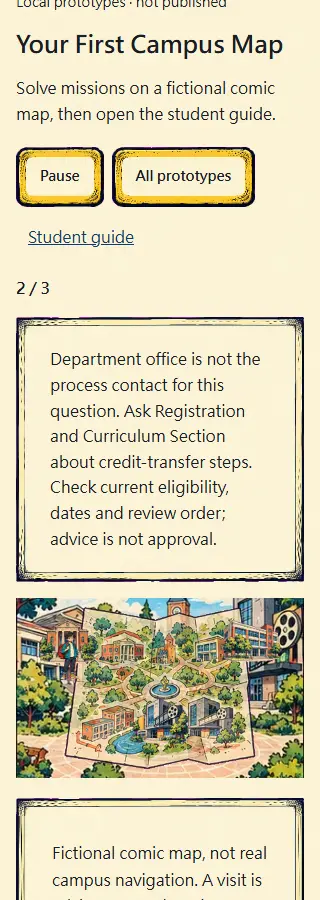 Local prototypes · not published
Your First Campus Map
Solve missions on a fictional comic
map, then open the student guide.
Pause
All prototypes
Student guide
2 / 3
Department office is not the
process contact for this
question. Ask Registration
and Curriculum Section
about credit-transfer steps.
Check current eligibility,
dates and review order;
advice is not approval.
Fictional comic map, not real
campus navigation. A visit is